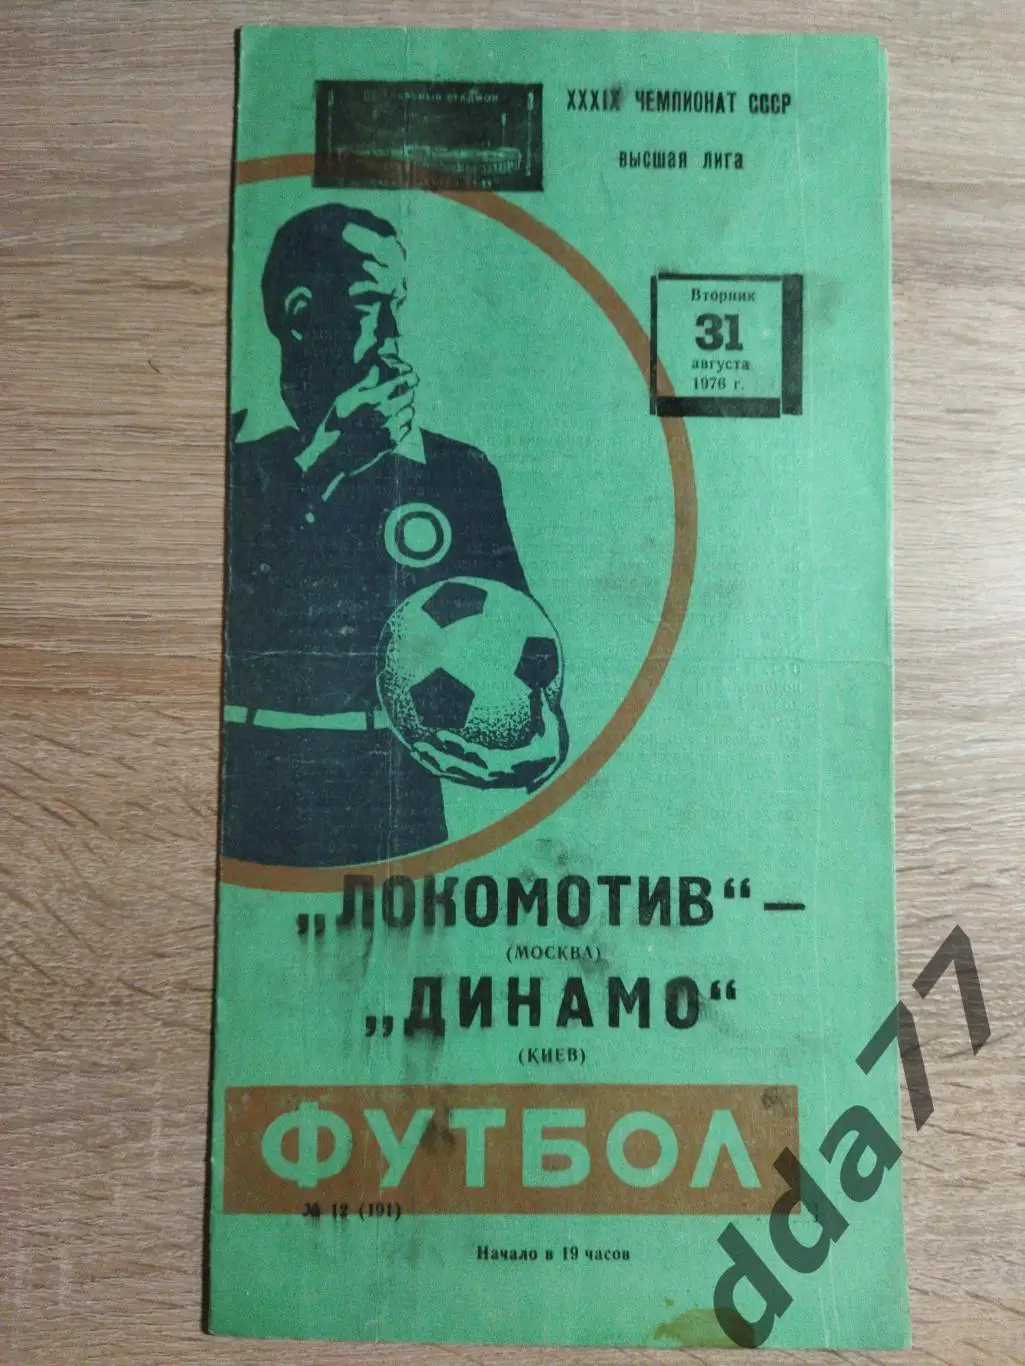 XXXIX ЧЕМПИОНАТ СССР
ВЫСШАЯ ЛИГА
Вторник
31
августа
1976 г.
„ЛОКОМОТИВ“ –
(МОСКВА)
„ДИНАМО“
(КИЕВ)
ФУТБОЛ
№ 12 (191)
Начало в 19 часов
dda77